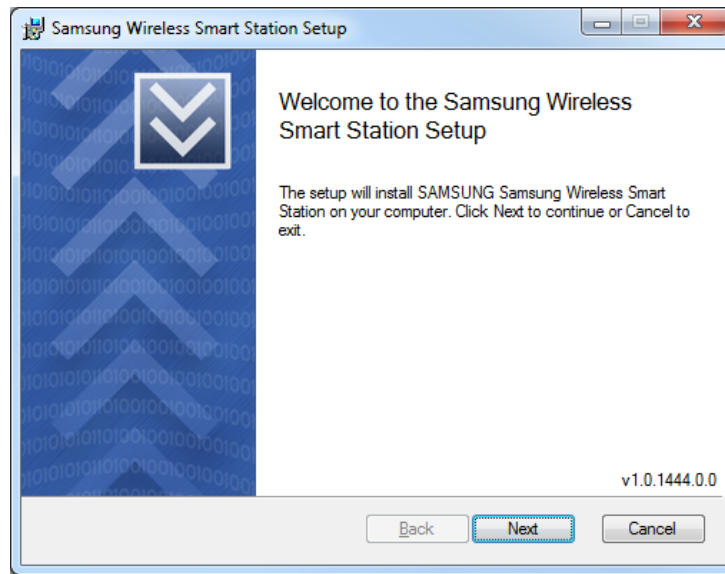 Samsung Wireless Smart Station Setup
Welcome to the Samsung Wireless
Smart Station Setup
The setup will install SAMSUNG Samsung Wireless Smart
Station on your computer. Click Next to continue or Cancel to
exit.
v1.0.1444.0.0
Back
Next
Cancel